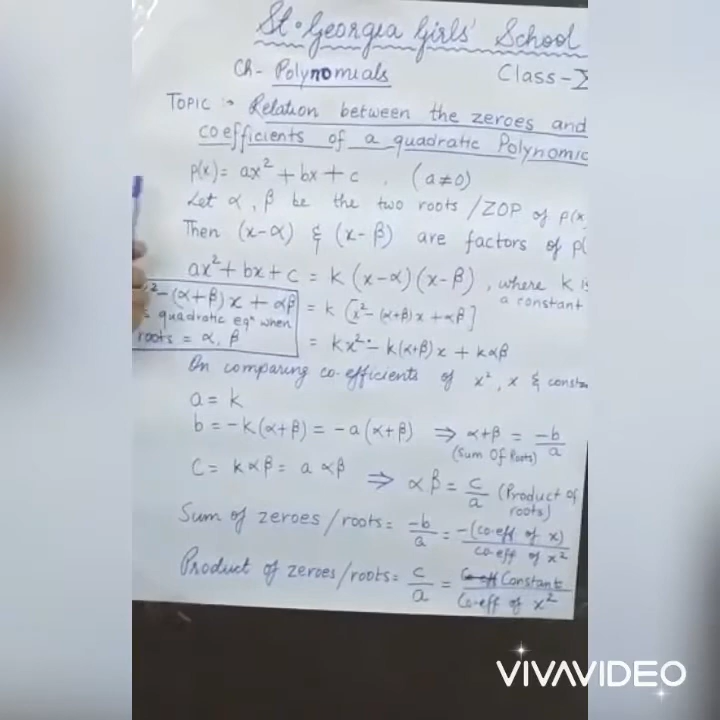 St. Georgia Girls' School
Ch- Polynomials Class-X
TOPIC :- Relation between the zeroes and
coefficients of a quadratic Polynomia
p(x) = ax² + bx + c , (a≠0)
Let α, β be the two roots /ZOP of p(x
Then (x-α) & (x-β) are factors of p(
ax² + bx + c = k (x-α)(x-β), where k is
a constant
²-(α+β)x + αβ = k [x² - (α+β)x + αβ]
quadratic eqⁿ when
roots = α, β = kx² - k(α+β)x + kαβ
On comparing co-efficients of x², x & consta
a = k
b = -k(α+β) = -a(α+β) ⇒ α+β = -b/a
(Sum Of Roots)
C = kαβ = a αβ ⇒ αβ = c/a (Product of
roots)
Sum of zeroes/roots = -b/a = -(co-eff of x)/co-eff of x²
Product of zeroes/roots = c/a = Constant/Co-eff of x²
VIVAVIDEO